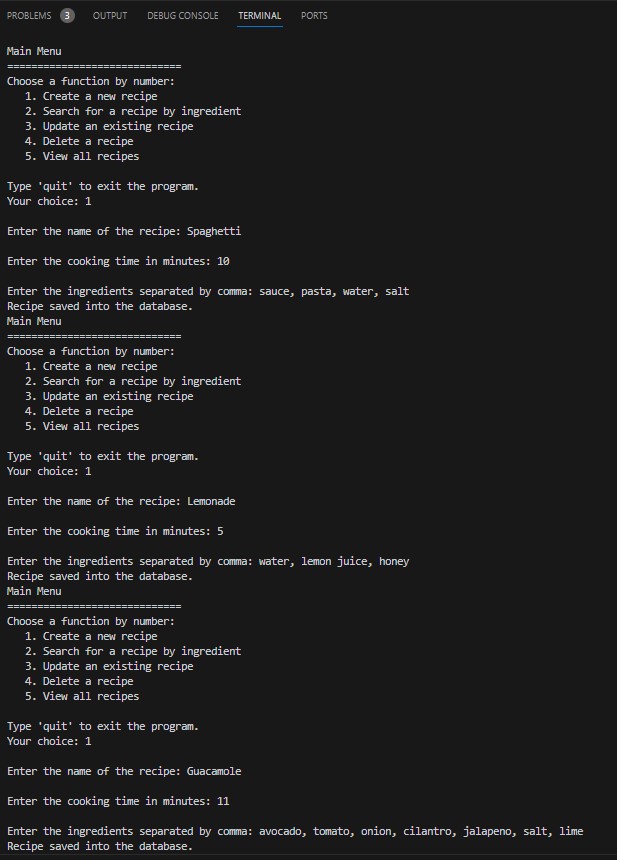 PROBLEMS 3 OUTPUT DEBUG CONSOLE TERMINAL PORTS
Main Menu
=============================
Choose a function by number:
1. Create a new recipe
2. Search for a recipe by ingredient
3. Update an existing recipe
4. Delete a recipe
5. View all recipes
Type 'quit' to exit the program.
Your choice: 1
Enter the name of the recipe: Spaghetti
Enter the cooking time in minutes: 10
Enter the ingredients separated by comma: sauce, pasta, water, salt
Recipe saved into the database.
Main Menu
=============================
Choose a function by number:
1. Create a new recipe
2. Search for a recipe by ingredient
3. Update an existing recipe
4. Delete a recipe
5. View all recipes
Type 'quit' to exit the program.
Your choice: 1
Enter the name of the recipe: Lemonade
Enter the cooking time in minutes: 5
Enter the ingredients separated by comma: water, lemon juice, honey
Recipe saved into the database.
Main Menu
=============================
Choose a function by number:
1. Create a new recipe
2. Search for a recipe by ingredient
3. Update an existing recipe
4. Delete a recipe
5. View all recipes
Type 'quit' to exit the program.
Your choice: 1
Enter the name of the recipe: Guacamole
Enter the cooking time in minutes: 11
Enter the ingredients separated by comma: avocado, tomato, onion, cilantro, jalapeno, salt, lime
Recipe saved into the database.